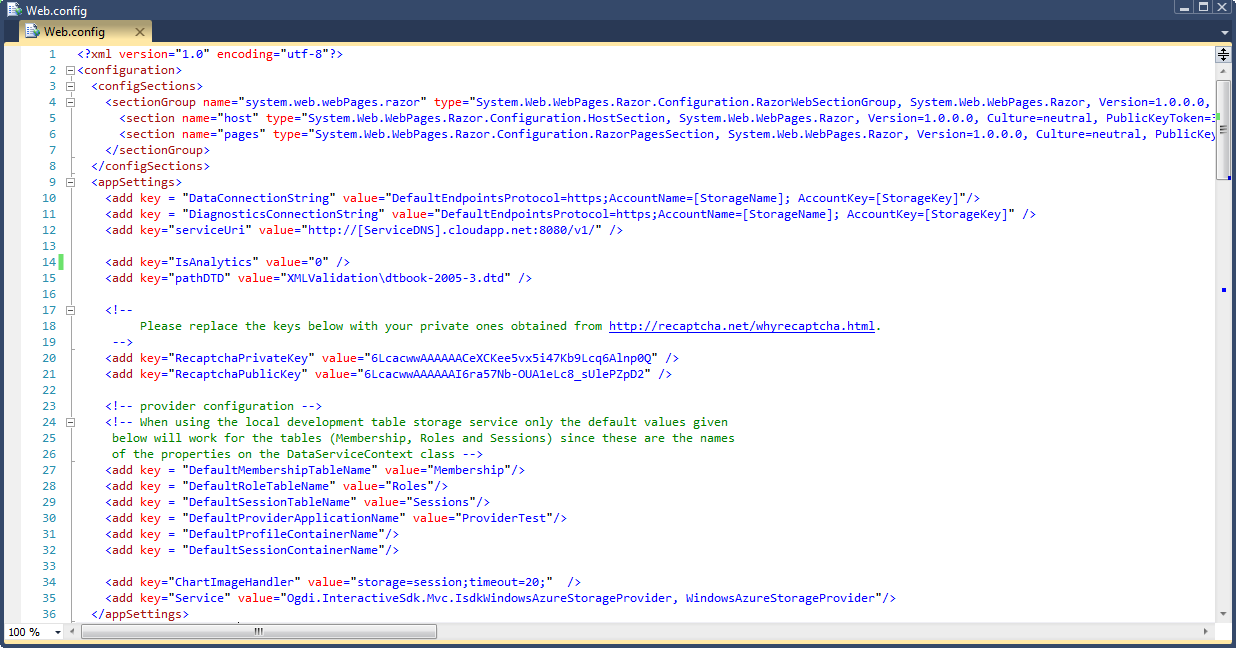 Web.config
Web.config
1 <?xml version="1.0" encoding="utf-8"?>
2 <configuration>
3 <configSections>
4 <sectionGroup name="system.web.webPages.razor" type="System.Web.WebPages.Razor.Configuration.RazorWebSectionGroup, System.Web.WebPages.Razor, Version=1.0.0.0,
5 <section name="host" type="System.Web.WebPages.Razor.Configuration.HostSection, System.Web.WebPages.Razor, Version=1.0.0.0, Culture=neutral, PublicKeyToken=3
6 <section name="pages" type="System.Web.WebPages.Razor.Configuration.RazorPagesSection, System.Web.WebPages.Razor, Version=1.0.0.0, Culture=neutral, PublicKey
7 </sectionGroup>
8 </configSections>
9 <appSettings>
10 <add key = "DataConnectionString" value="DefaultEndpointsProtocol=https;AccountName=[StorageName]; AccountKey=[StorageKey]"/>
11 <add key = "DiagnosticsConnectionString" value="DefaultEndpointsProtocol=https;AccountName=[StorageName]; AccountKey=[StorageKey]" />
12 <add key="serviceUri" value="http://[ServiceDNS].cloudapp.net:8080/v1/" />
13
14 <add key="IsAnalytics" value="0" />
15 <add key="pathDTD" value="XMLValidation\dtbook-2005-3.dtd" />
16
17 <!--
18 Please replace the keys below with your private ones obtained from http://recaptcha.net/whyrecaptcha.html.
19 -->
20 <add key="RecaptchaPrivateKey" value="6LcacwwAAAAAACeXCKee5vx5i47Kb9Lcq6Alnp0Q" />
21 <add key="RecaptchaPublicKey" value="6LcacwwAAAAAAI6ra57Nb-OUA1eLc8_sUlePZpD2" />
22
23 <!-- provider configuration -->
24 <!-- When using the local development table storage service only the default values given
25 below will work for the tables (Membership, Roles and Sessions) since these are the names
26 of the properties on the DataServiceContext class -->
27 <add key = "DefaultMembershipTableName" value="Membership"/>
28 <add key = "DefaultRoleTableName" value="Roles"/>
29 <add key = "DefaultSessionTableName" value="Sessions"/>
30 <add key = "DefaultProviderApplicationName" value="ProviderTest"/>
31 <add key = "DefaultProfileContainerName"/>
32 <add key = "DefaultSessionContainerName"/>
33
34 <add key="ChartImageHandler" value="storage=session;timeout=20;" />
35 <add key="Service" value="Ogdi.InteractiveSdk.Mvc.IsdkWindowsAzureStorageProvider, WindowsAzureStorageProvider"/>
36 </appSettings>
100 %